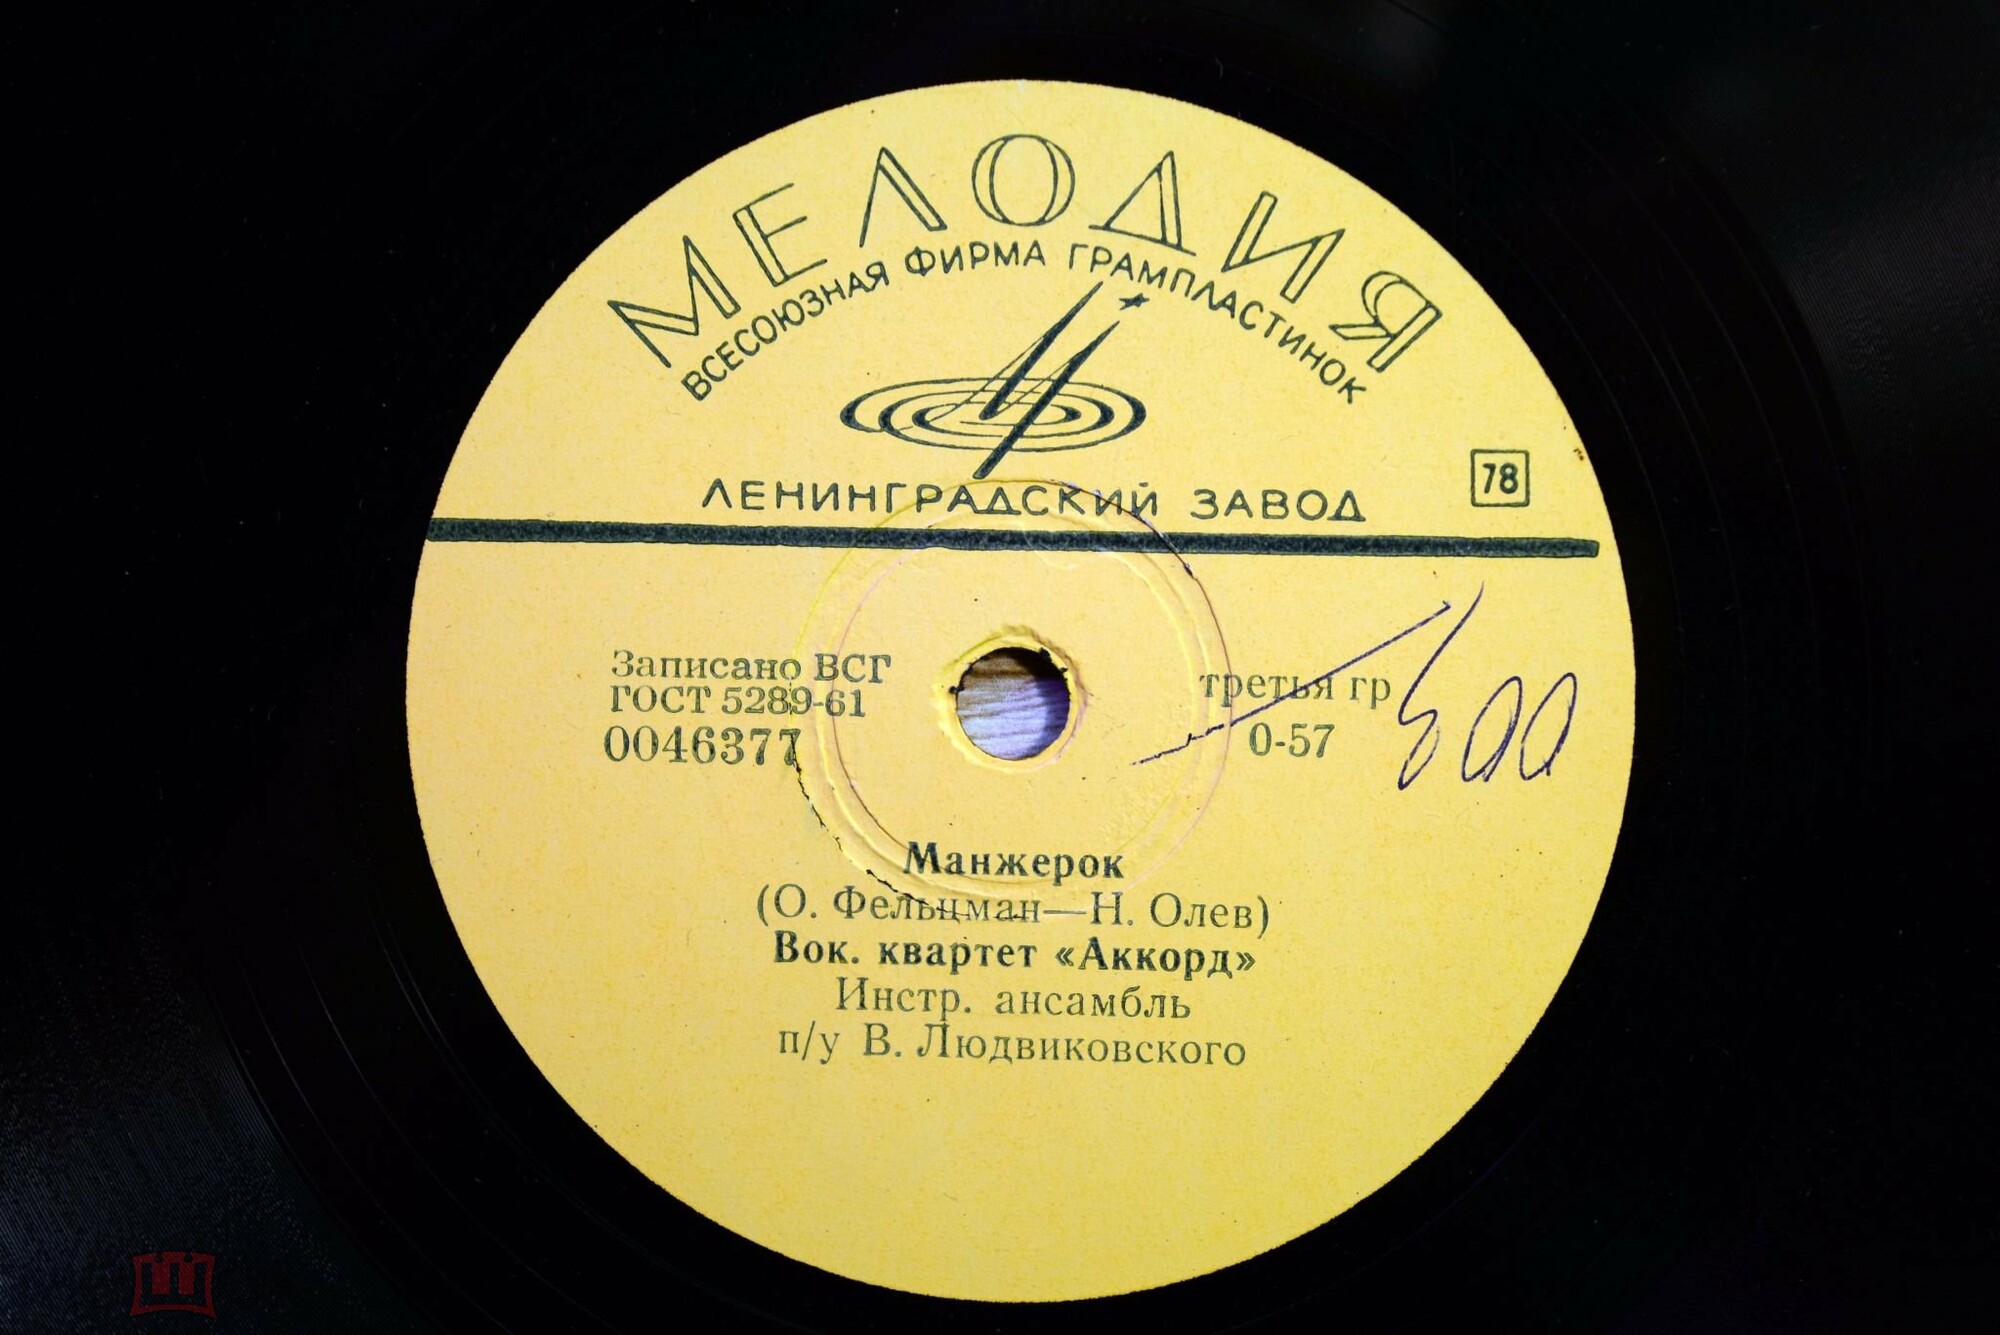 МЕЛОДИЯ
ВСЕСОЮЗНАЯ ФИРМА ГРАМПЛАСТИНОК
ЛЕНИНГРАДСКИЙ ЗАВОД
78
Записано ВСГ
ГОСТ 5289-61
0046377
третья гр
0-57
Манжерок
(О. Фельцман—Н. Олев)
Вок. квартет «Аккорд»
Инстр. ансамбль
п/у В. Людвиковского